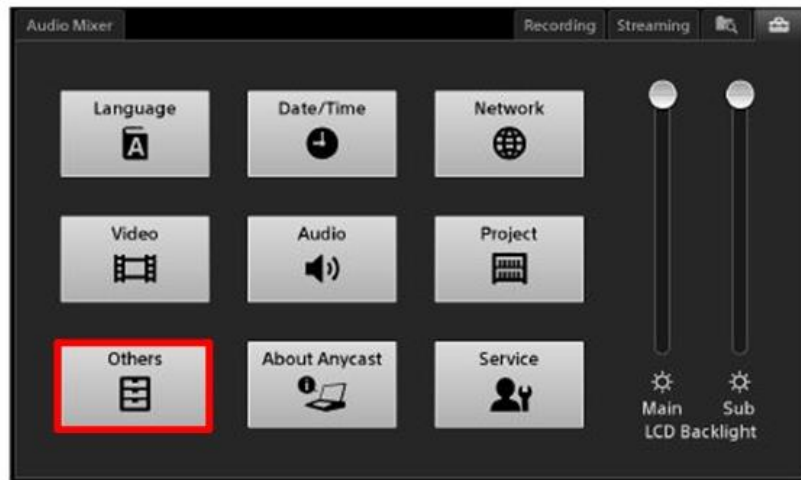 Audio Mixer
Recording
Streaming
Language
Date/Time
Network
A
Video
Audio
Project
Others
About Anycast
Service
Main
Sub
LCD Backlight